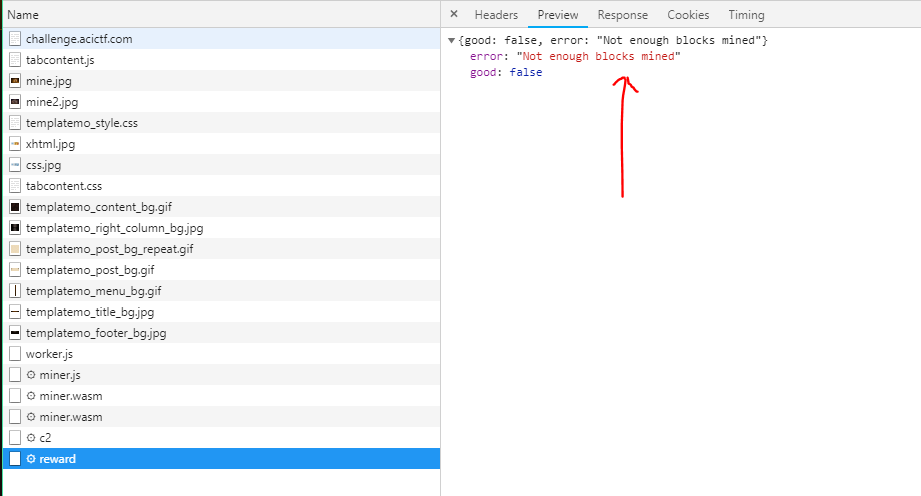 Name
challenge.acictf.com
tabcontent.js
mine.jpg
mine2.jpg
templatemo_style.css
xhtml.jpg
css.jpg
tabcontent.css
templatemo_content_bg.gif
templatemo_right_column_bg.jpg
templatemo_post_bg_repeat.gif
templatemo_post_bg.gif
templatemo_menu_bg.gif
templatemo_title_bg.jpg
templatemo_footer_bg.jpg
worker.js
miner.js
miner.wasm
miner.wasm
c2
reward
× Headers Preview Response Cookies Timing
▼{good: false, error: "Not enough blocks mined"}
error: "Not enough blocks mined"
good: false